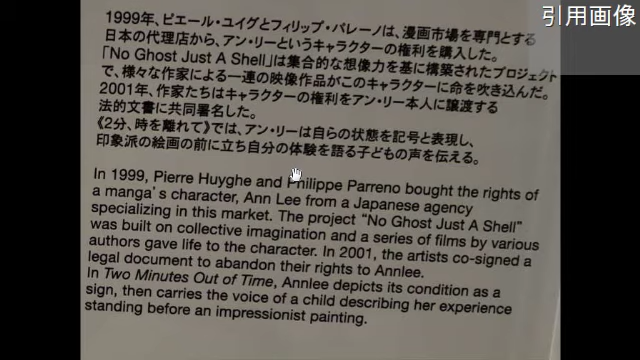 引用画像
1999年、ピエール・ユイグとフィリップ・パレーノは、漫画市場を専門とする
日本の代理店から、アン・リーというキャラクターの権利を購入した。
「No Ghost Just A Shell」は集合的な想像力を基に構築されたプロジェクト
で、様々な作家による一連の映像作品がこのキャラクターに命を吹き込んだ。
2001年、作家たちはキャラクターの権利をアン・リー本人に譲渡する
法的文書に共同署名した。
《2分、時を離れて》では、アン・リーは自らの状態を記号と表現し、
印象派の絵画の前に立ち自分の体験を語る子どもの声を伝える。
In 1999, Pierre Huyghe and Philippe Parreno bought the rights of
a manga's character, Ann Lee from a Japanese agency
specializing in this market. The project “No Ghost Just A Shell”
was built on collective imagination and a series of films by various
authors gave life to the character. In 2001, the artists co-signed a
legal document to abandon their rights to Annlee.
In Two Minutes Out of Time, Annlee depicts its condition as a
sign, then carries the voice of a child describing her experience
standing before an impressionist painting.